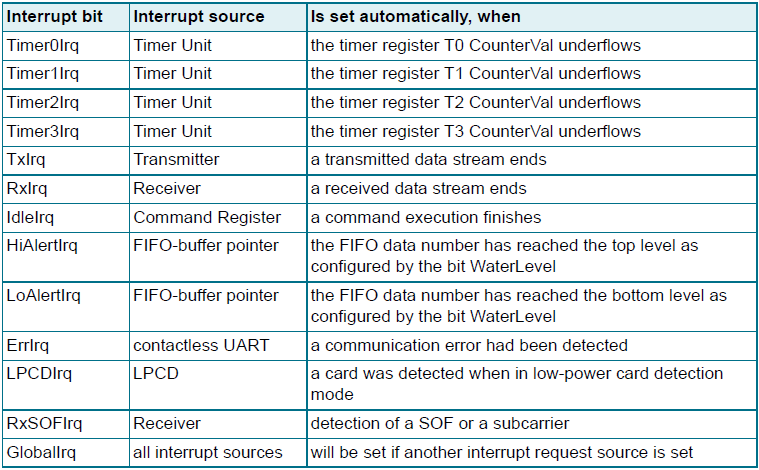 Interrupt bit Interrupt source Is set automatically, when
Timer0Irq Timer Unit the timer register T0 CounterVal underflows
Timer1Irq Timer Unit the timer register T1 CounterVal underflows
Timer2Irq Timer Unit the timer register T2 CounterVal underflows
Timer3Irq Timer Unit the timer register T3 CounterVal underflows
TxIrq Transmitter a transmitted data stream ends
RxIrq Receiver a received data stream ends
IdleIrq Command Register a command execution finishes
HiAlertIrq FIFO-buffer pointer the FIFO data number has reached the top level as
configured by the bit WaterLevel
LoAlertIrq FIFO-buffer pointer the FIFO data number has reached the bottom level as
configured by the bit WaterLevel
ErrIrq contactless UART a communication error had been detected
LPCDIrq LPCD a card was detected when in low-power card detection
mode
RxSOFIrq Receiver detection of a SOF or a subcarrier
GlobalIrq all interrupt sources will be set if another interrupt request source is set